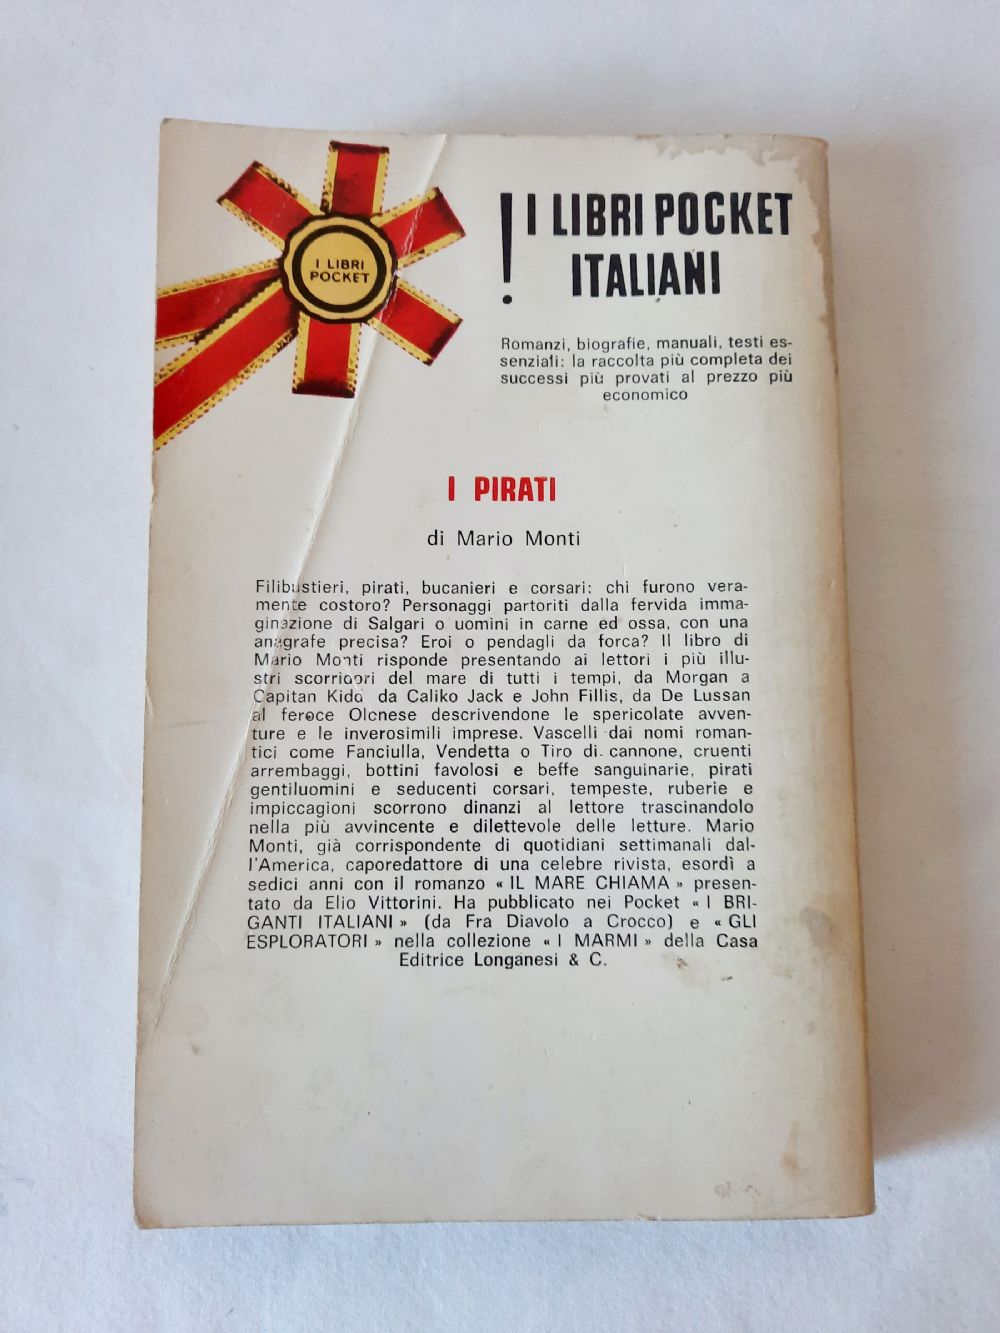 I LIBRI
POCKET
! I LIBRI POCKET
ITALIANI
Romanzi, biografie, manuali, testi es-
senziali: la raccolta più completa dei
successi più provati al prezzo più
economico
I PIRATI
di Mario Monti
Filibustieri, pirati, bucanieri e corsari: chi furono vera-
mente costoro? Personaggi partoriti dalla fervida imma-
ginazione di Salgari o uomini in carne ed ossa, con una
anagrafe precisa? Eroi o pendagli da forca? Il libro di
Mario Monti risponde presentando ai lettori i più illu-
stri scorridori del mare di tutti i tempi, da Morgan a
Capitan Kidd da Caliko Jack e John Fillis, da De Lussan
al feroce Olonese descrivendone le spericolate avven-
ture e le inverosimili imprese. Vascelli dai nomi roman-
tici come Fanciulla, Vendetta o Tiro di cannone, cruenti
arrembaggi, bottini favolosi e beffe sanguinarie, pirati
gentiluomini e seducenti corsari, tempeste, ruberie e
impiccagioni scorrono dinanzi al lettore trascinandolo
nella più avvincente e dilettevole delle letture. Mario
Monti, già corrispondente di quotidiani settimanali dal-
l'America, caporedattore di una celebre rivista, esordì a
sedici anni con il romanzo « IL MARE CHIAMA » presen-
tato da Elio Vittorini. Ha pubblicato nei Pocket « I BRI-
GANTI ITALIANI » (da Fra Diavolo a Crocco) e « GLI
ESPLORATORI » nella collezione « I MARMI » della Casa
Editrice Longanesi & C.